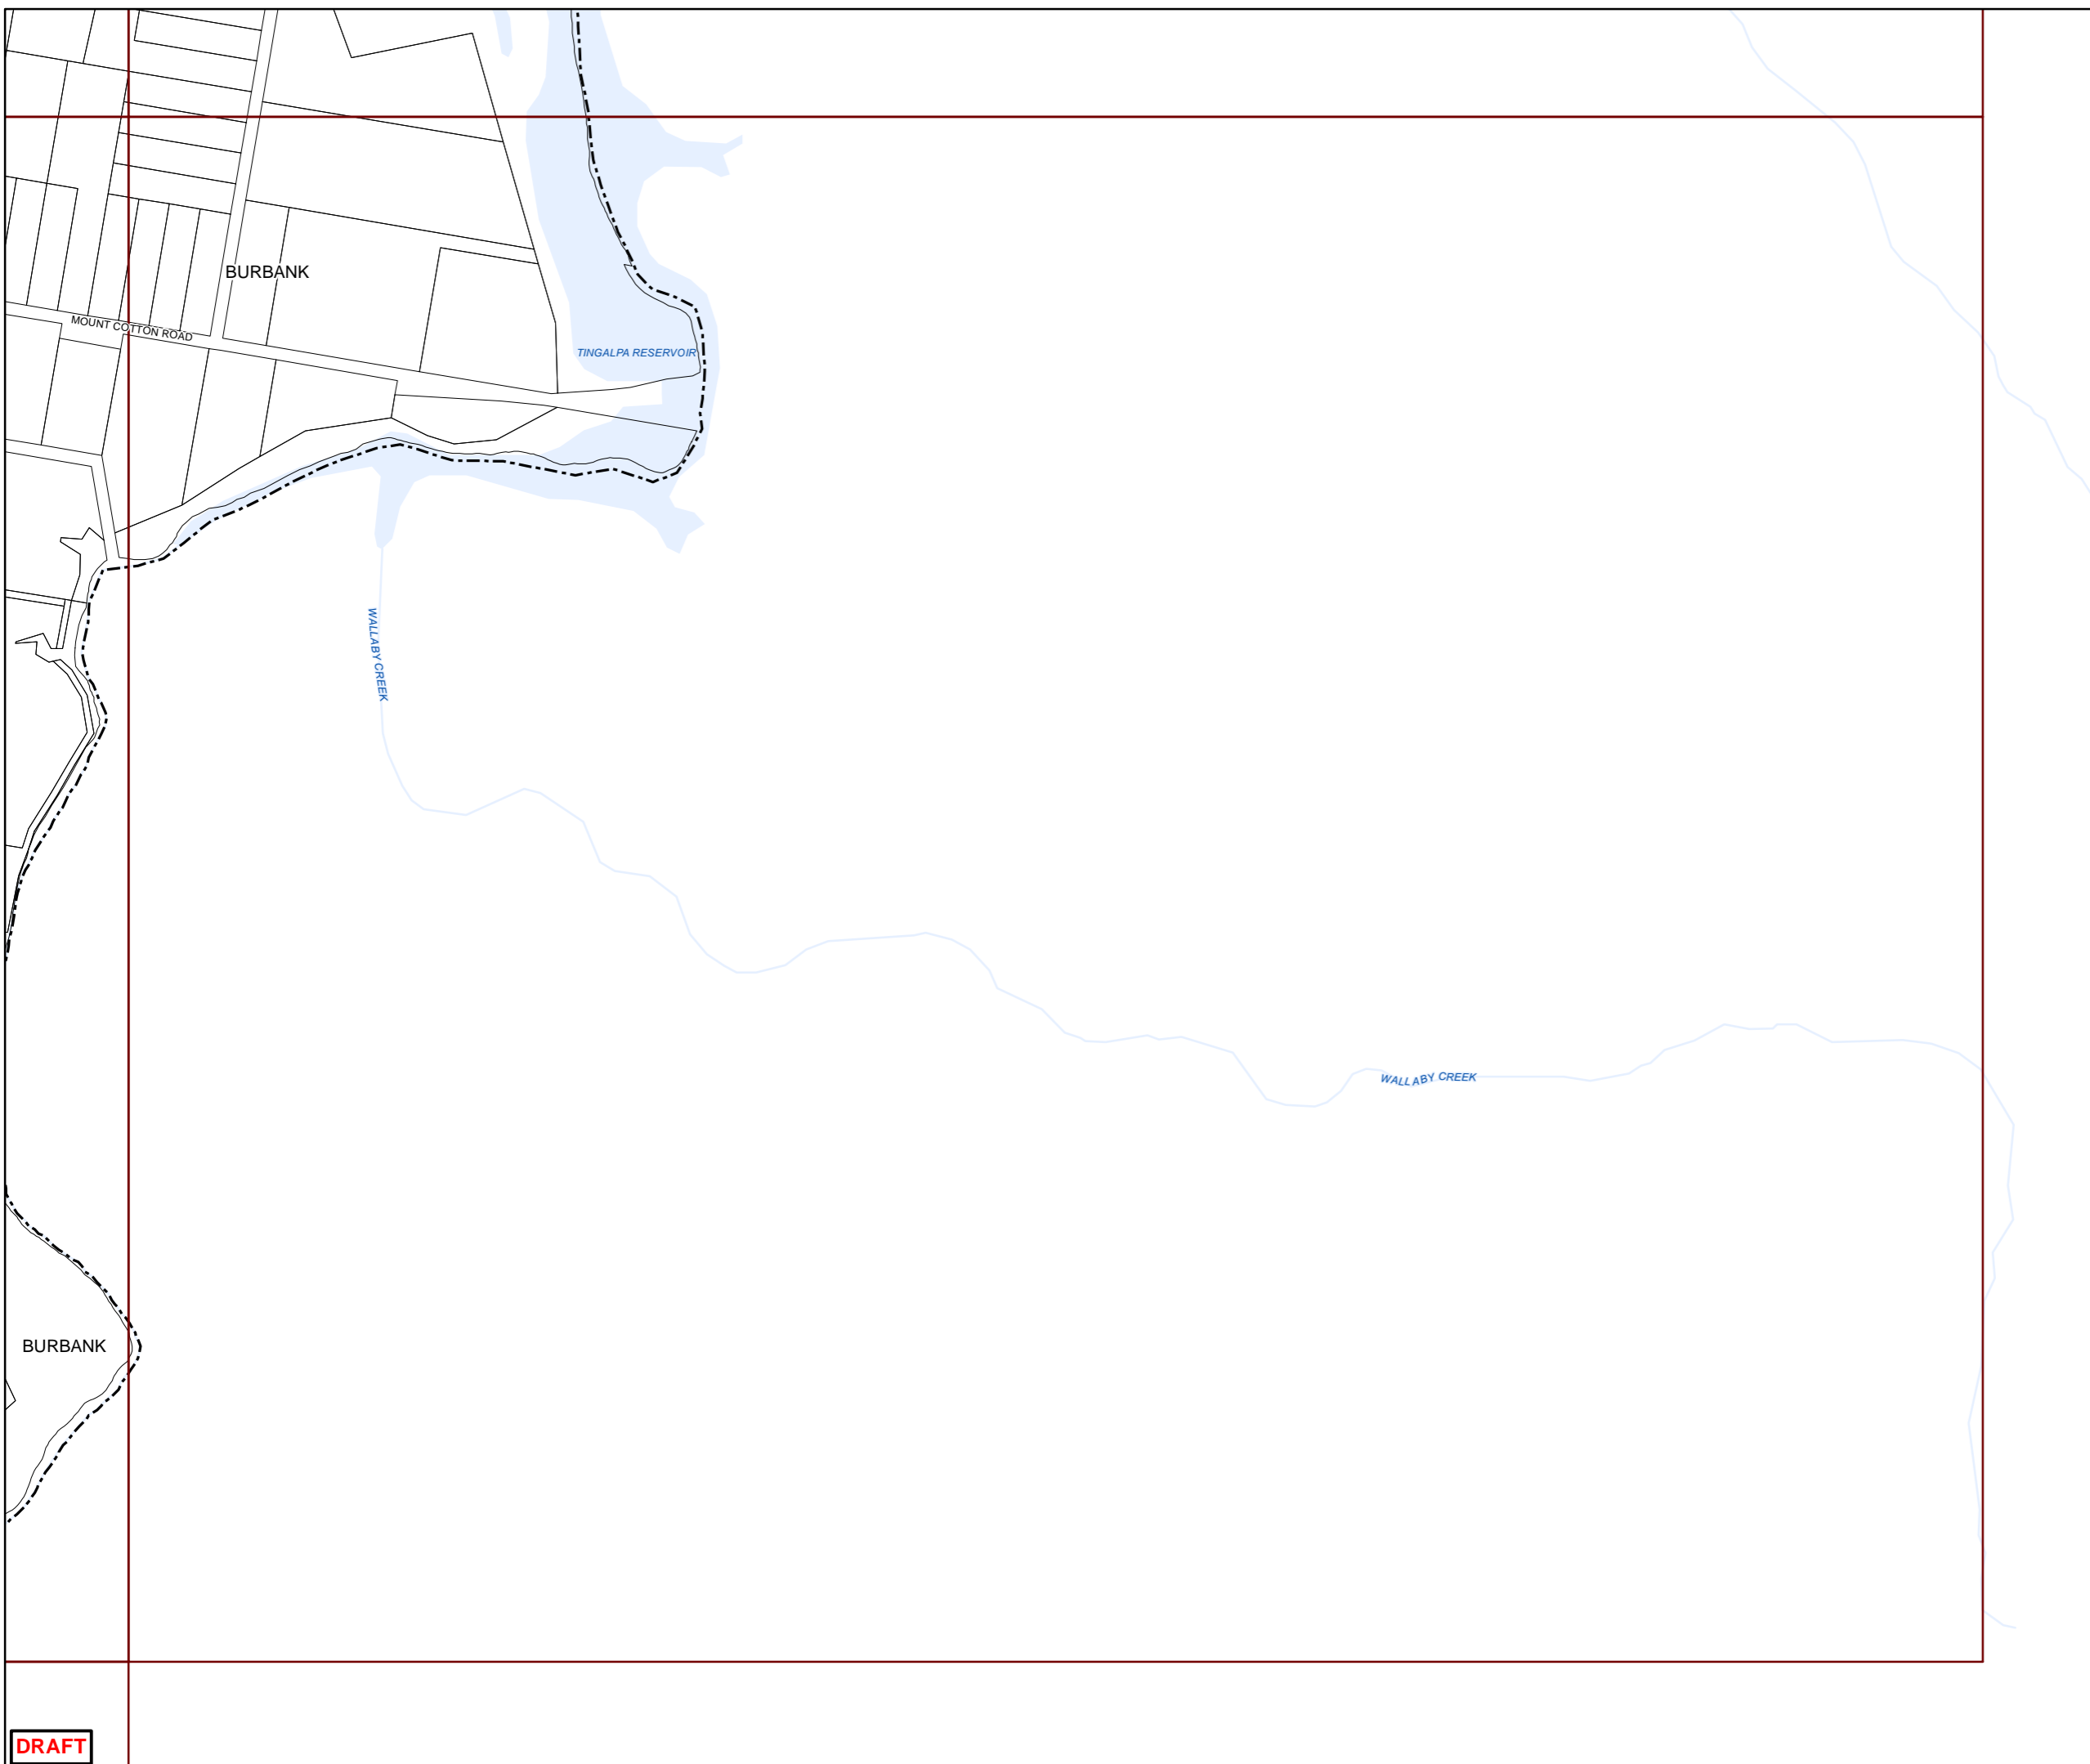 BURBANK
MOUNT COTTON ROAD
TINGALPA RESERVOIR
WALLABY CREEK
WALLABY CREEK
BURBANK
DRAFT